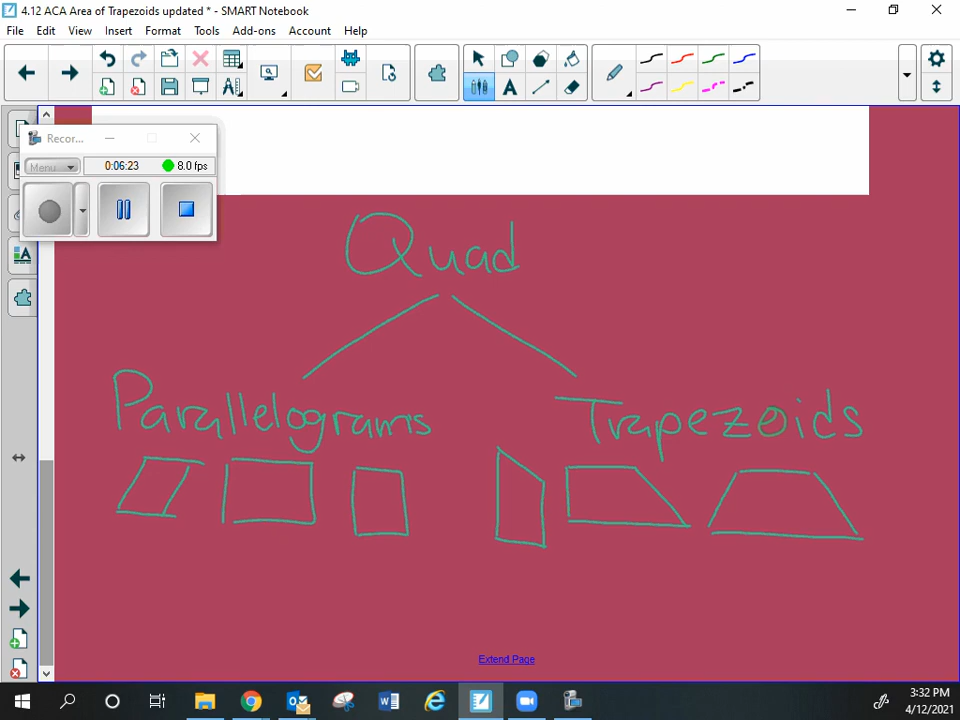 4.12 ACA Area of Trapezoids updated * - SMART Notebook
File Edit View Insert Format Tools Add-ons Account Help
Recor...
Menu 0:06:23 8.0 fps
Quad
Parallelograms Trapezoids
Extend Page
3:32 PM
4/12/2021